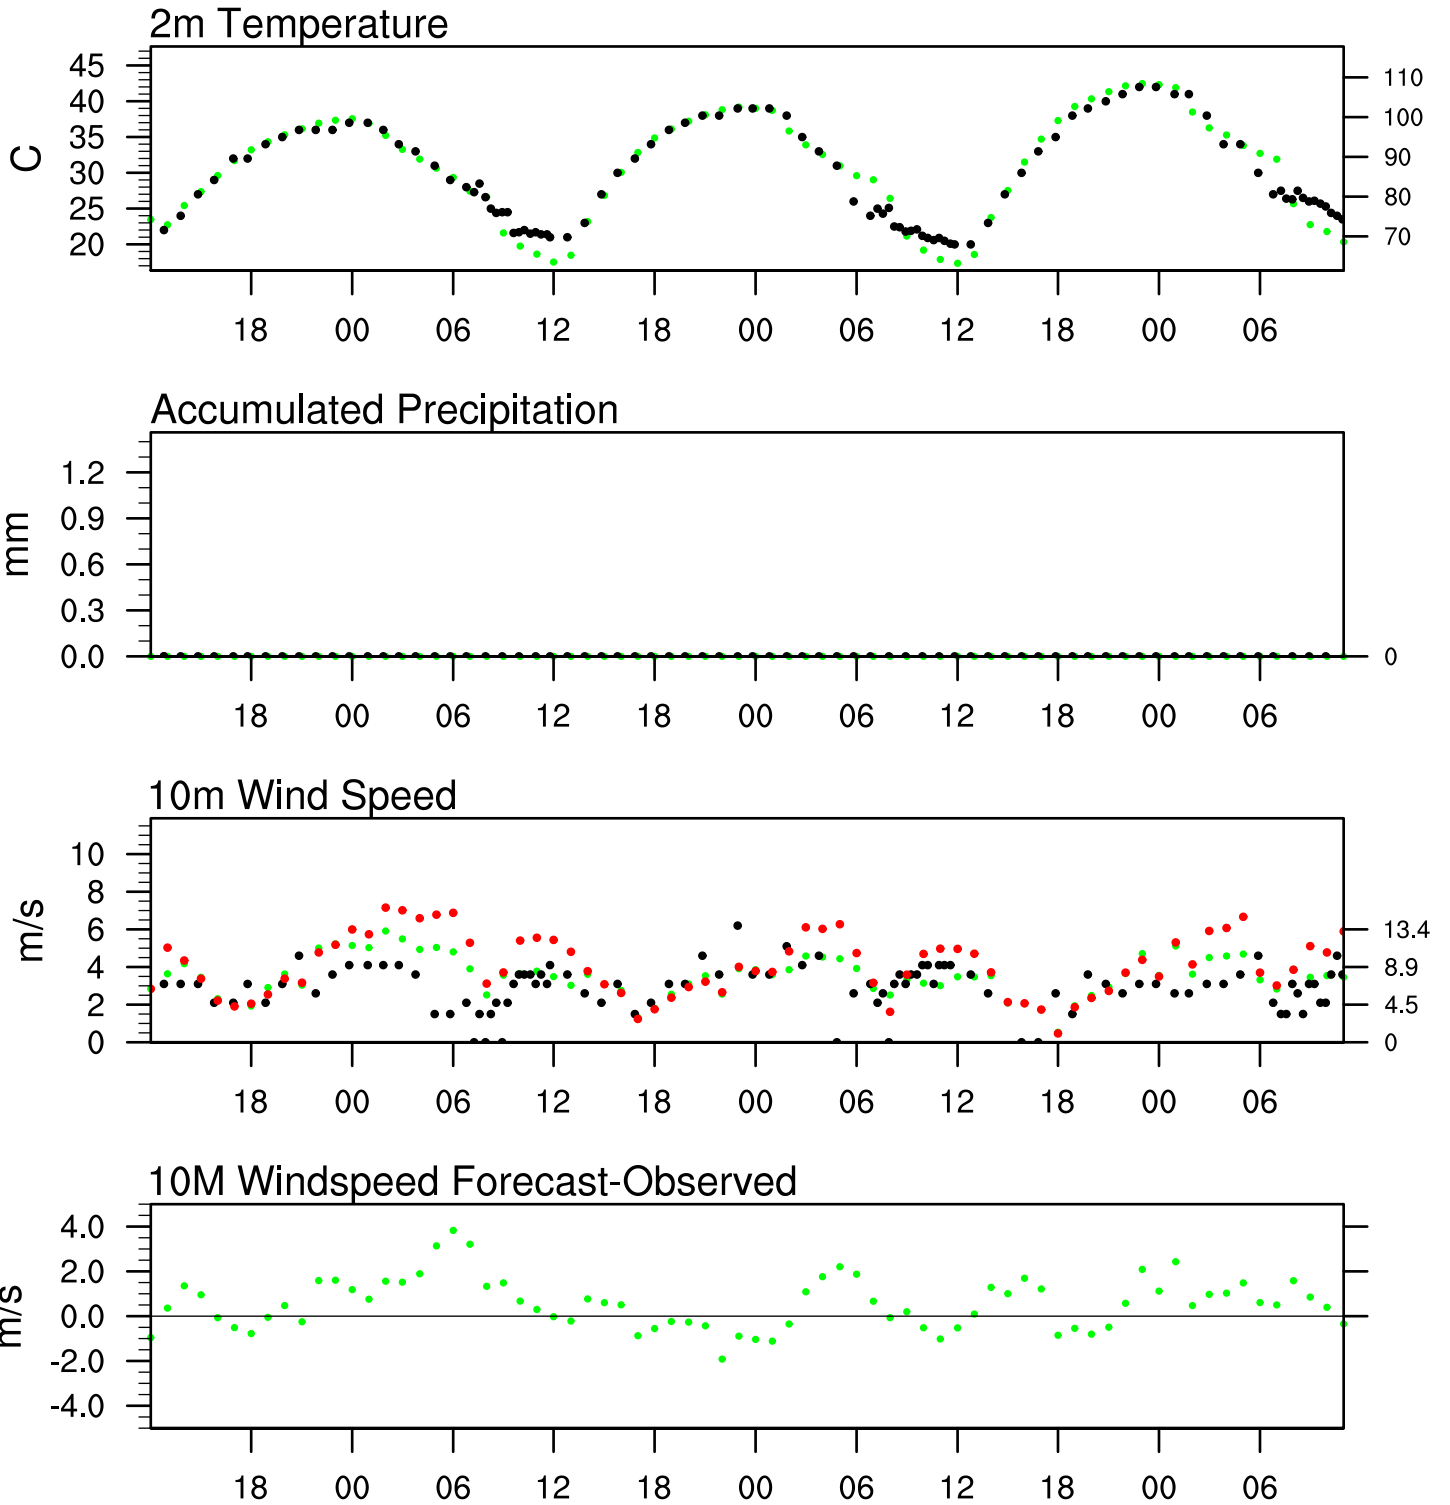 2m Temperature
45
40
35
30
25
20
C
110
100
90
80
70
18 00 06 12 18 00 06 12 18 00 06
Accumulated Precipitation
1.2
0.9
0.6
0.3
0.0
mm
0
18 00 06 12 18 00 06 12 18 00 06
10m Wind Speed
10
8
6
4
2
0
m/s
13.4
8.9
4.5
0
18 00 06 12 18 00 06 12 18 00 06
10M Windspeed Forecast-Observed
4.0
2.0
0.0
-2.0
-4.0
m/s
18 00 06 12 18 00 06 12 18 00 06